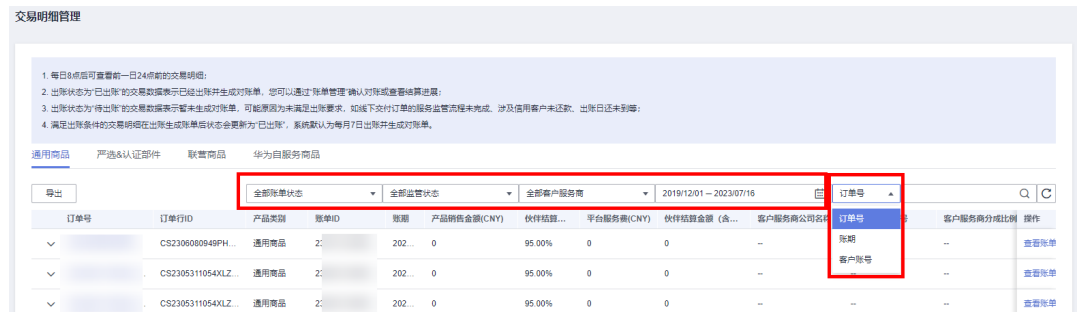 交易明细管理
1. 每日8点后可查看前一日24点前的交易明细;
2. 出账状态为“已出账”的交易数据表示已经出账并生成对账单，您可以通过“账单管理”确认对账或查看结算进展;
3. 出账状态为“待出账”的交易数据表示暂未生成对账单，可能原因为未满足出账要求，如线下交付订单的服务监管流程未完成、涉及信用客户未还款、出账日还未到等;
4. 满足出账条件的交易明细在出账生成账单后状态会更新为“已出账”，系统默认为每月7日出账并生成对账单。
通用商品 严选&认证部件 联营商品 华为自服务商品
导出 全部账单状态 全部监管状态 全部客户服务商 2019/12/01 – 2023/07/16 订单号
订单号 订单行ID 产品类别 账单ID 账期 产品销售金额(CNY) 伙伴结算... 平台服务费(CNY) 伙伴结算金额（含... 客户服务商公司名称 客户服务商分成比例 操作
订单号
账期
客户账号
CS2306080949PH... 通用商品 202... 0 95.00% 0 0 -- -- 查看账单
CS2305311054XLZ... 通用商品 202... 0 95.00% 0 0 -- -- -- 查看账单
CS2305311054XLZ... 通用商品 202... 0 95.00% 0 0 -- -- -- 查看账单